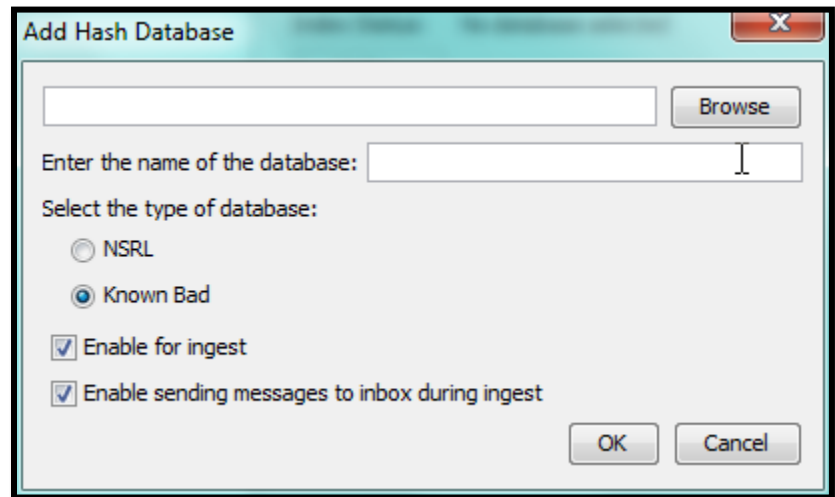 Add Hash Database
Browse
Enter the name of the database:
Select the type of database:
NSRL
Known Bad
Enable for ingest
Enable sending messages to inbox during ingest
OK Cancel